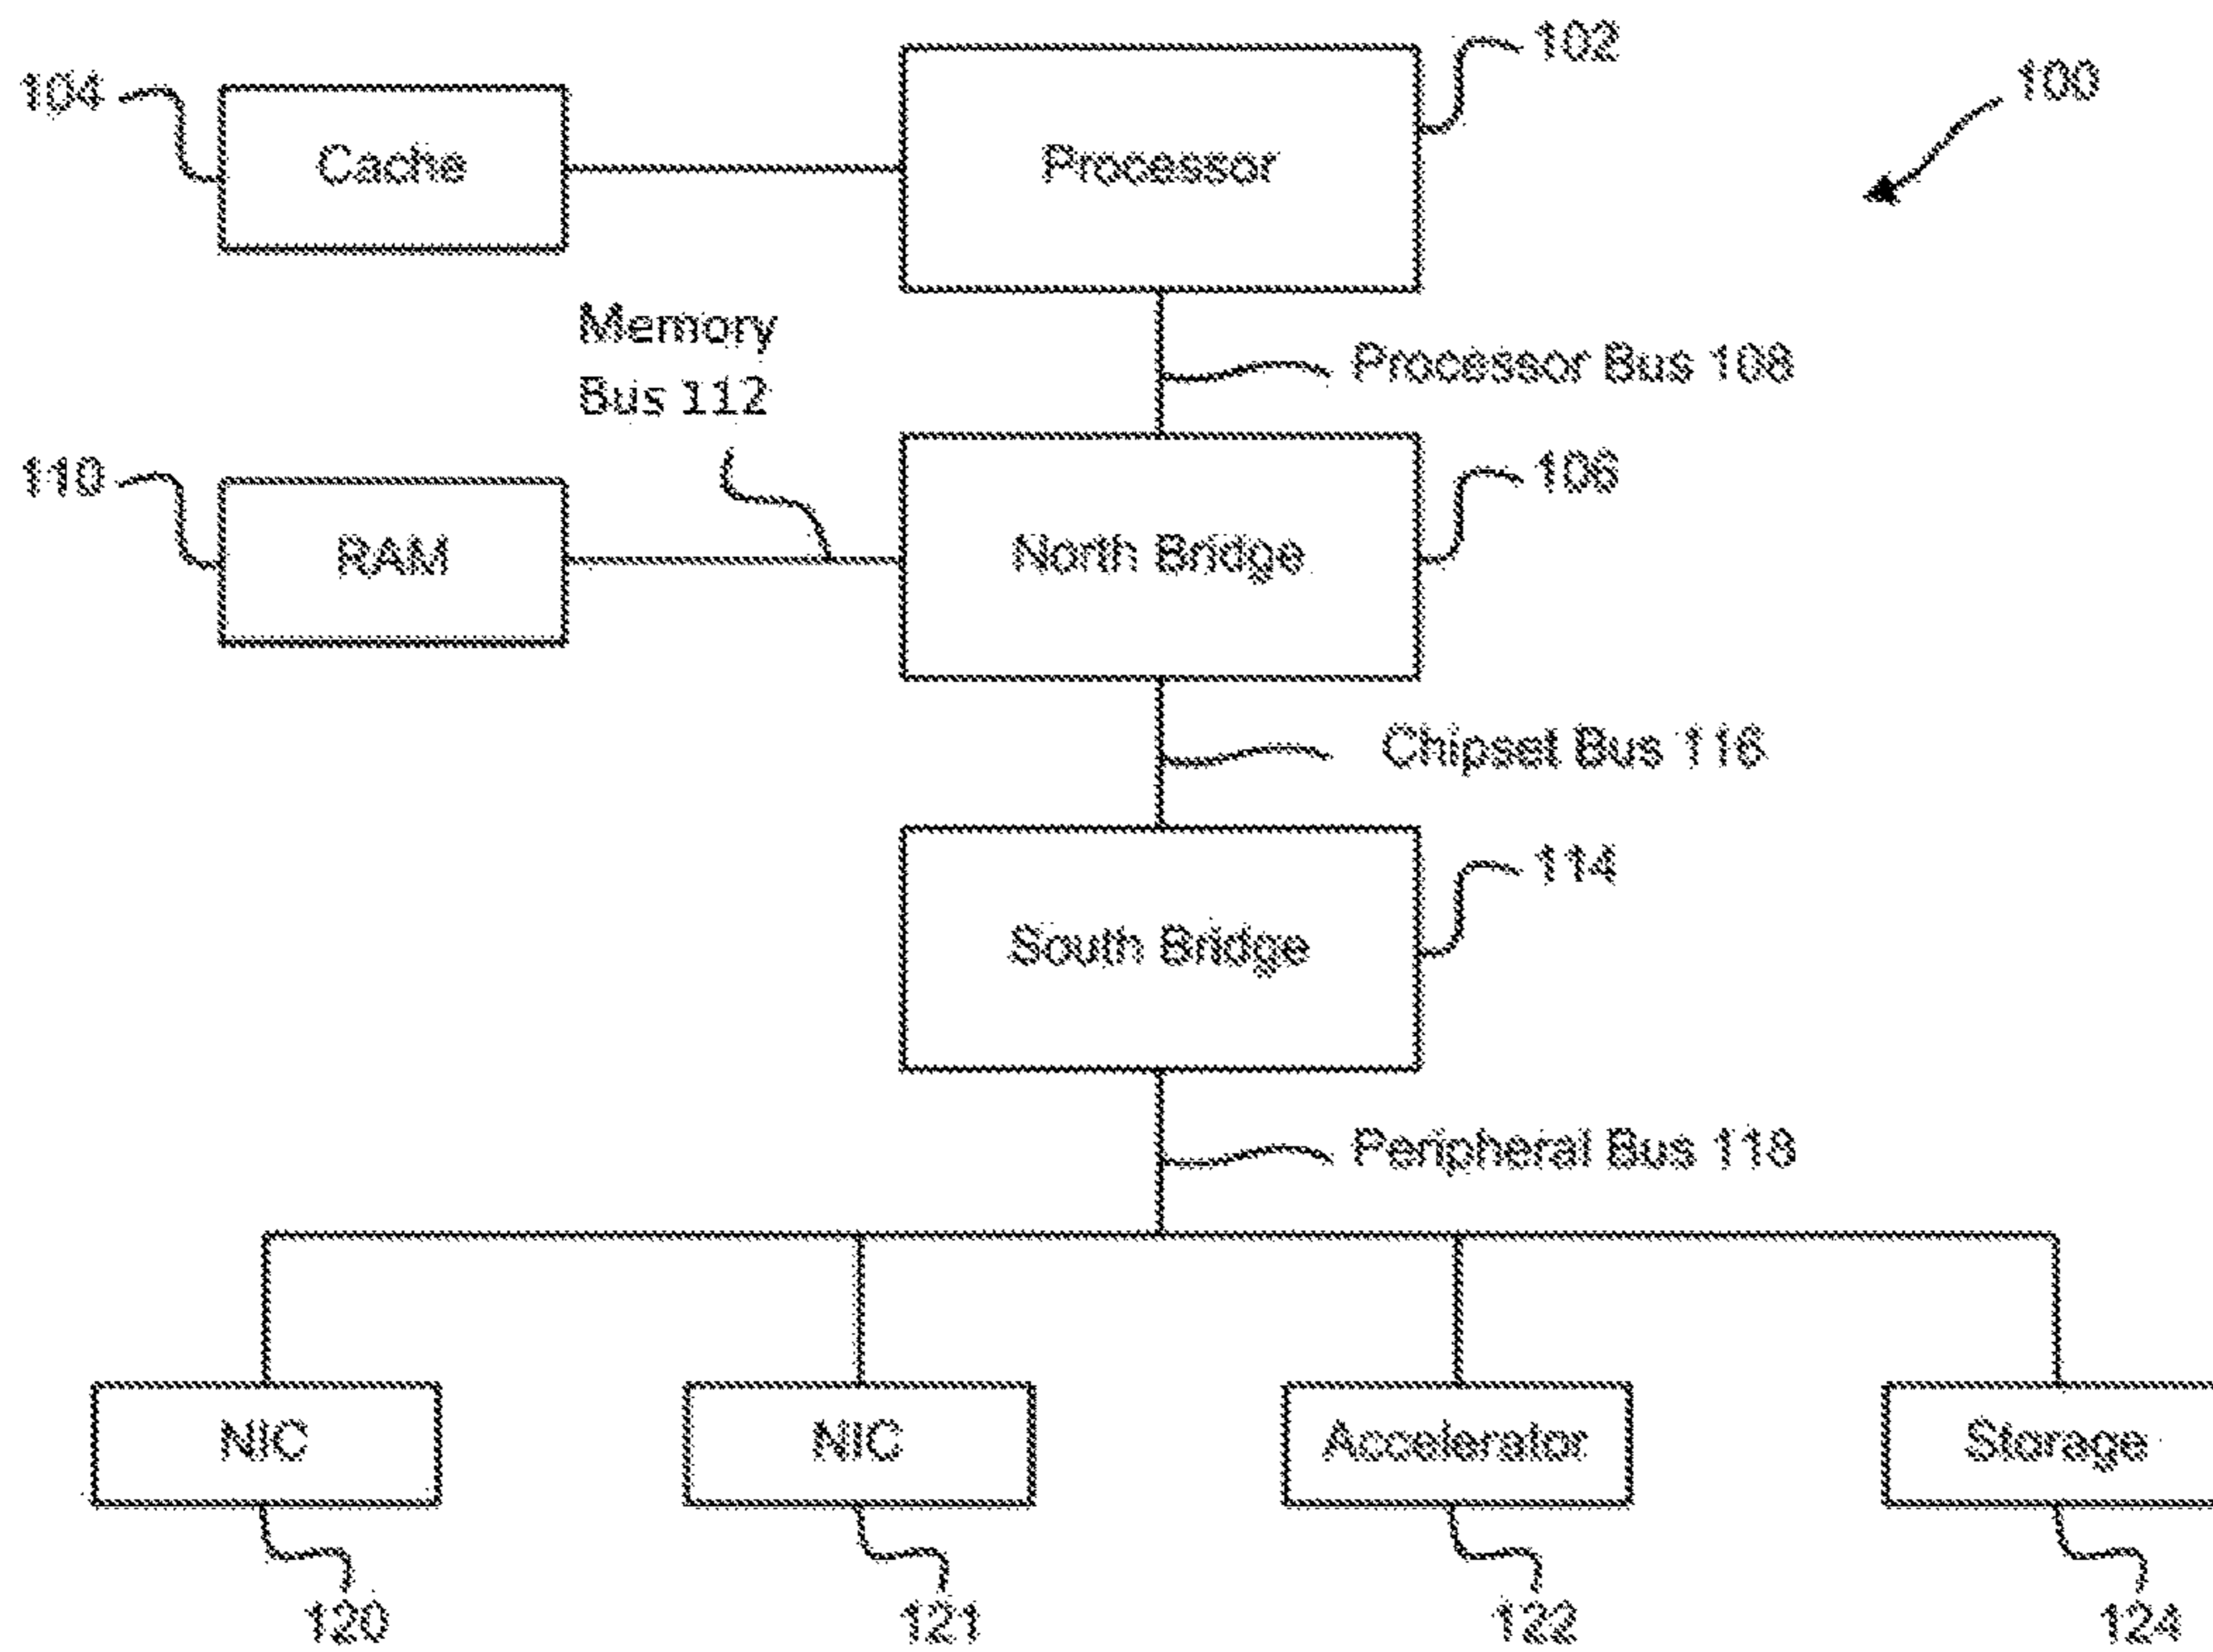 102
100
104
Cache
Processor
Memory
Bus 112
Processor Bus 108
110
RAM
North Bridge
106
Chipset Bus 116
114
South Bridge
Peripheral Bus 118
NIC
NIC
Accelerator
Storage
120
121
122
124